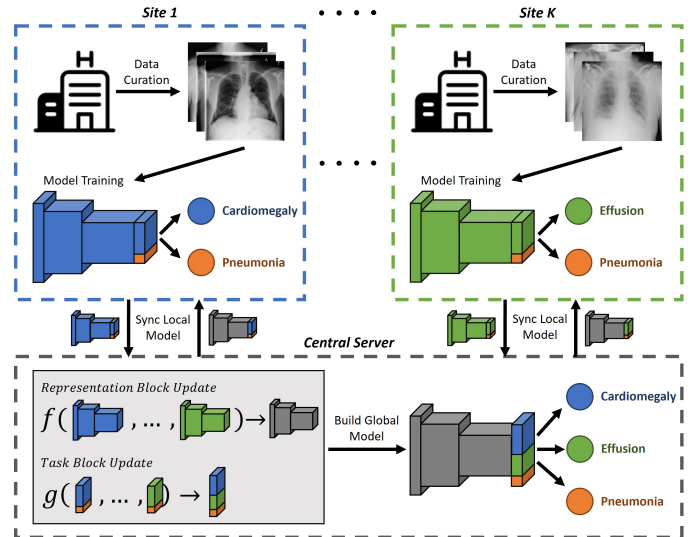 Site 1
• • • •
Site K
H
Data
Curation
H
Data
Curation
• • • •
Model Training
Cardiomegaly
Pneumonia
Model Training
Effusion
Pneumonia
Sync Local
Model
Sync Local
Model
Central Server
Representation Block Update
f( , ... , )→
Task Block Update
g( , ... , )→
Build Global
Model
Cardiomegaly
Effusion
Pneumonia